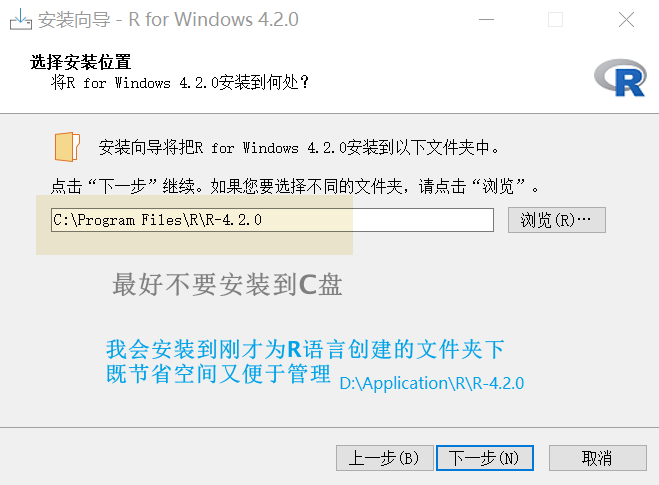 安装向导 - R for Windows 4.2.0
选择安装位置
将R for Windows 4.2.0安装到何处？
R
安装向导将把R for Windows 4.2.0安装到以下文件夹中。
点击“下一步”继续。如果您要选择不同的文件夹，请点击“浏览”。
C:\Program Files\R\R-4.2.0
浏览(R)…
最好不要安装到C盘
我会安装到刚才为R语言创建的文件夹下
既节省空间又便于管理 D:\Application\R\R-4.2.0
上一步(B)
下一步(N)
取消